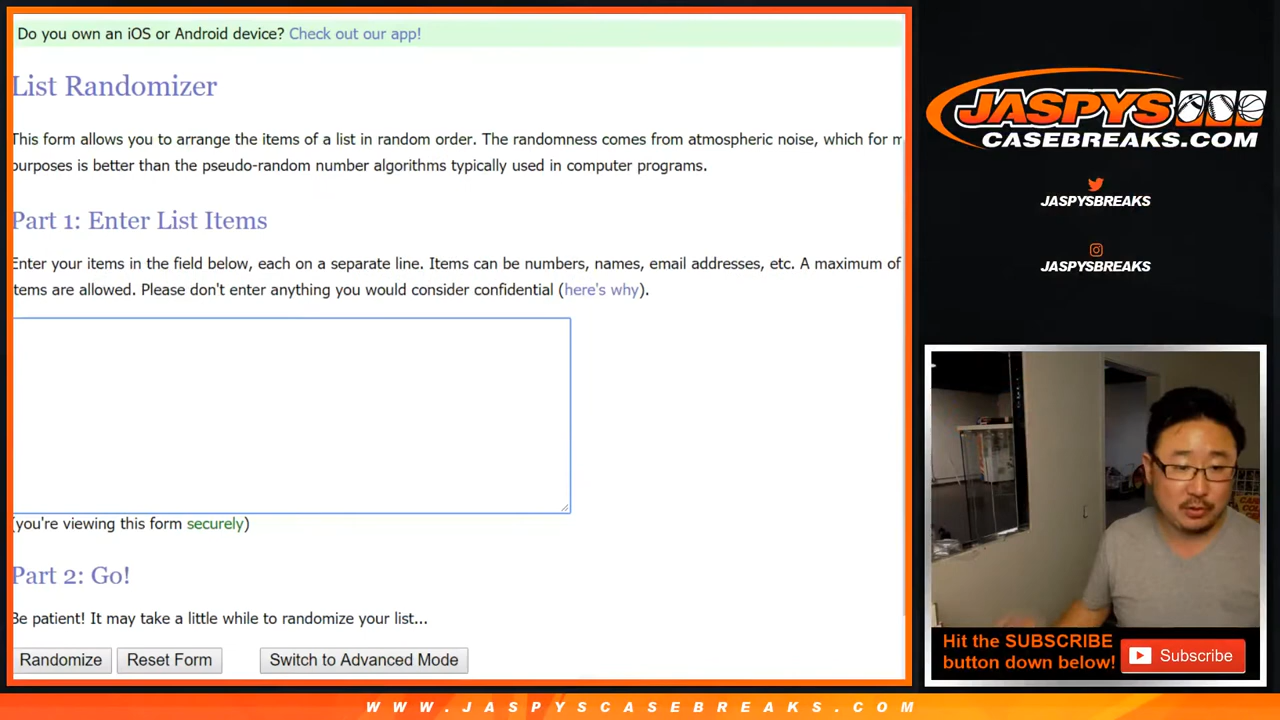 Do you own an iOS or Android device? Check out our app!
List Randomizer
This form allows you to arrange the items of a list in random order. The randomness comes from atmospheric noise, which for m
purposes is better than the pseudo-random number algorithms typically used in computer programs.
Part 1: Enter List Items
Enter your items in the field below, each on a separate line. Items can be numbers, names, email addresses, etc. A maximum of
tems are allowed. Please don't enter anything you would consider confidential (here's why).
(you're viewing this form securely)
Part 2: Go!
Be patient! It may take a little while to randomize your list...
Randomize Reset Form Switch to Advanced Mode
JASPYS
CASEBREAKS.COM
JASPYSBREAKS
JASPYSBREAKS
Hit the SUBSCRIBE
button down below!
Subscribe
WWW.JASPYSCASEBREAKS.COM